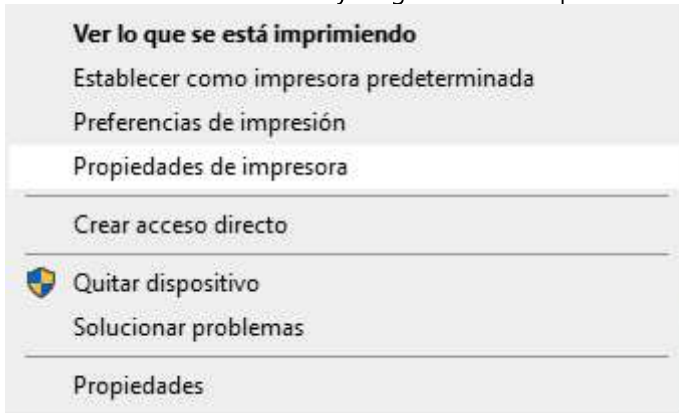 Ver lo que se está imprimiendo
Establecer como impresora predeterminada
Preferencias de impresión
Propiedades de impresora
Crear acceso directo
Quitar dispositivo
Solucionar problemas
Propiedades